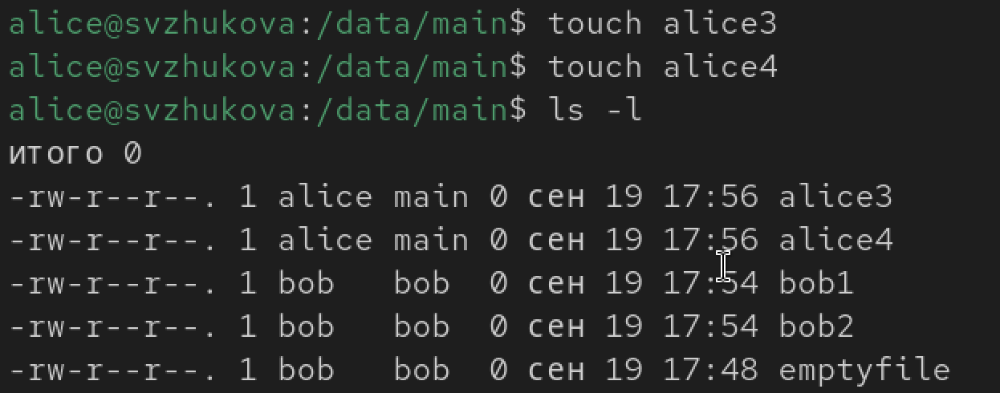 alice@svzhukova:/data/main$ touch alice3
alice@svzhukova:/data/main$ touch alice4
alice@svzhukova:/data/main$ ls -l
итого 0
-rw-r--r--. 1 alice main 0 сен 19 17:56 alice3
-rw-r--r--. 1 alice main 0 сен 19 17:56 alice4
-rw-r--r--. 1 bob   bob  0 сен 19 17:54 bob1
-rw-r--r--. 1 bob   bob  0 сен 19 17:54 bob2
-rw-r--r--. 1 bob   bob  0 сен 19 17:48 emptyfile